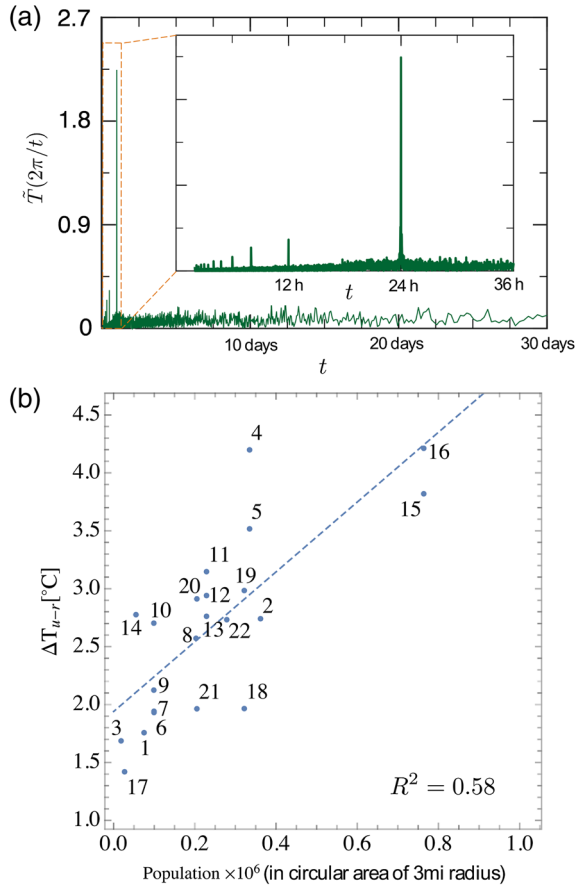 (a)
2.7
1.8
0.9
0
T̃(2π/t)
12 h
24 h
36 h
t
10 days
20 days
30 days
t
(b)
4.5
4.0
3.5
3.0
2.5
2.0
1.5
1.0
ΔT_{u−r}[°C]
4
16
5
15
11
19
20
12
2
10
14
8
13
22
9
7
21
18
3
1
6
17
R² = 0.58
0.0
0.2
0.4
0.6
0.8
1.0
Population ×10⁶ (in circular area of 3mi radius)